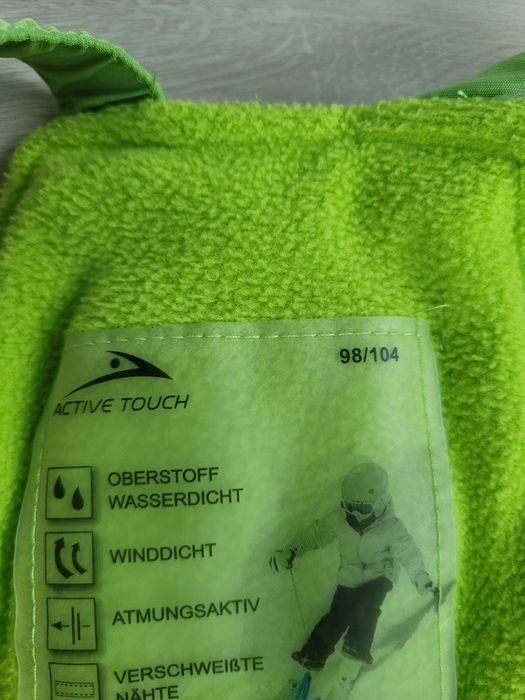 98/104
ACTIVE TOUCH
OBERSTOFF
WASSERDICHT
WINDDICHT
ATMUNGSAKTIV
VERSCHWEIßTE
NÄHTE